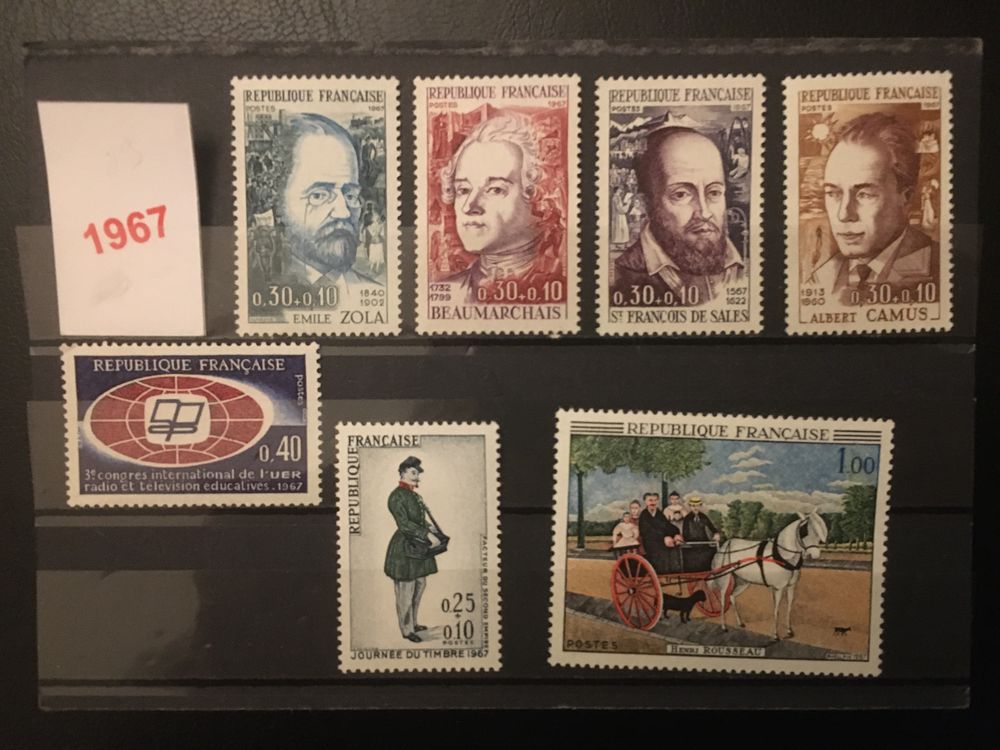 1967
REPUBLIQUE FRANÇAISE
POSTES 1967
0.30+0.10 1840
1902
EMILE ZOLA
REPUBLIQUE FRANÇAISE
POSTES 1967
1732
1799 0.30+0.10
BEAUMARCHAIS
REPUBLIQUE FRANÇAISE
POSTES 1967
0.30+0.10 1567
1622
ST FRANÇOIS DE SALES
REPUBLIQUE FRANÇAISE
POSTES 1967
1913
1960 0.30+0.10
ALBERT CAMUS
REPUBLIQUE FRANÇAISE
postes
0,40
3e congres international de l'UER
radio et television educatives.1967
REPUBLIQUE
FRANÇAISE
FACTEUR DU SECOND EMPIRE
0.25
+
0.10
POSTES
JOURNEE DU TIMBRE 1967
REPUBLIQUE FRANÇAISE
1.00
POSTES
HENRI ROUSSEAU